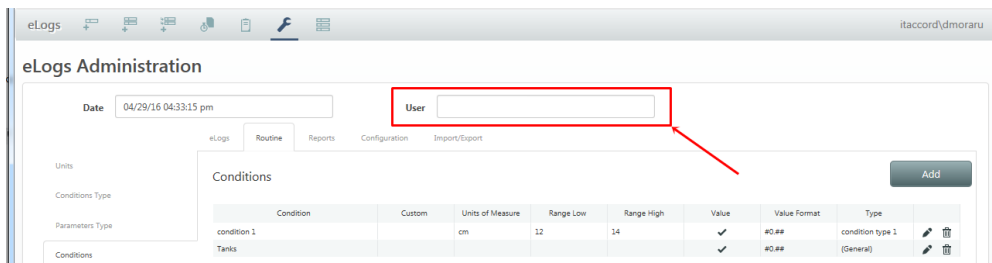 eLogs itaccord\dmoraru
eLogs Administration
Date 04/29/16 04:33:15 pm User
eLogs Routine Reports Configuration Import/Export
Units
Conditions Add
Conditions Type
Condition Custom Units of Measure Range Low Range High Value Value Format Type
Parameters Type
condition 1 cm 12 14 ✔ #0.## condition type 1
Tanks ✔ #0.## (General)
Conditions